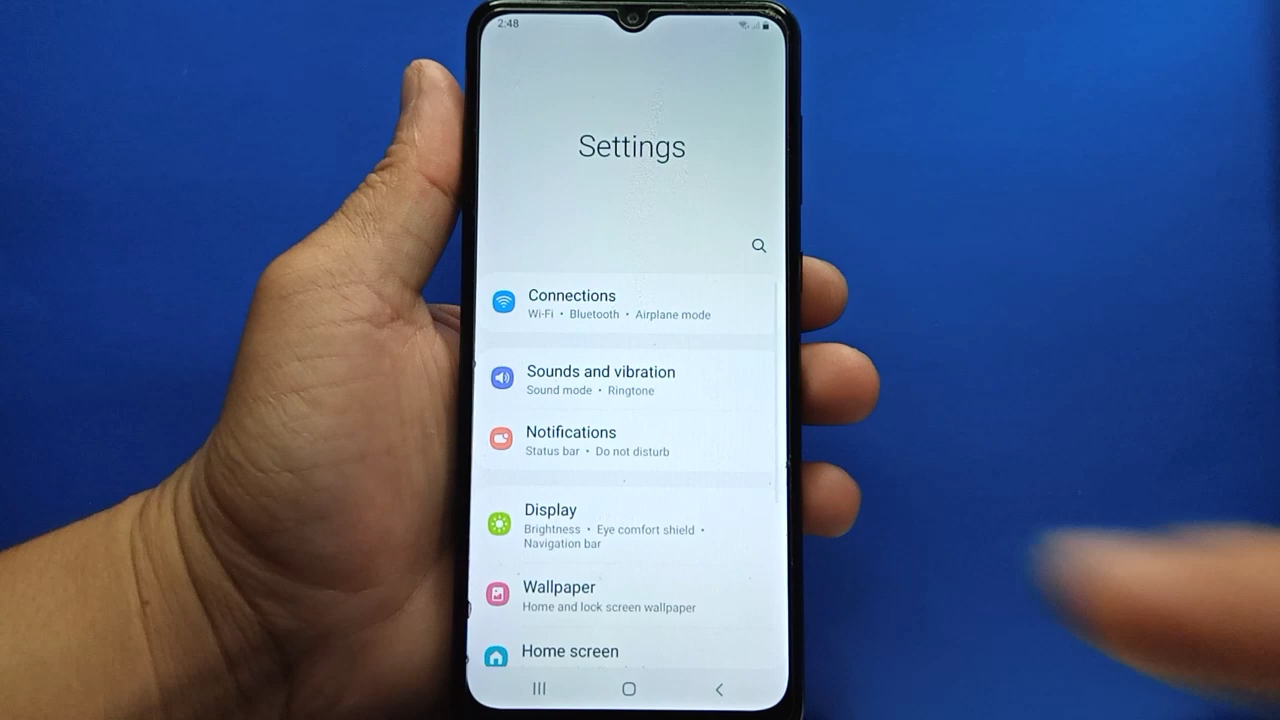 2:48
Settings
Connections
Wi-Fi • Bluetooth • Airplane mode
Sounds and vibration
Sound mode • Ringtone
Notifications
Status bar • Do not disturb
Display
Brightness • Eye comfort shield •
Navigation bar
Wallpaper
Home and lock screen wallpaper
Home screen